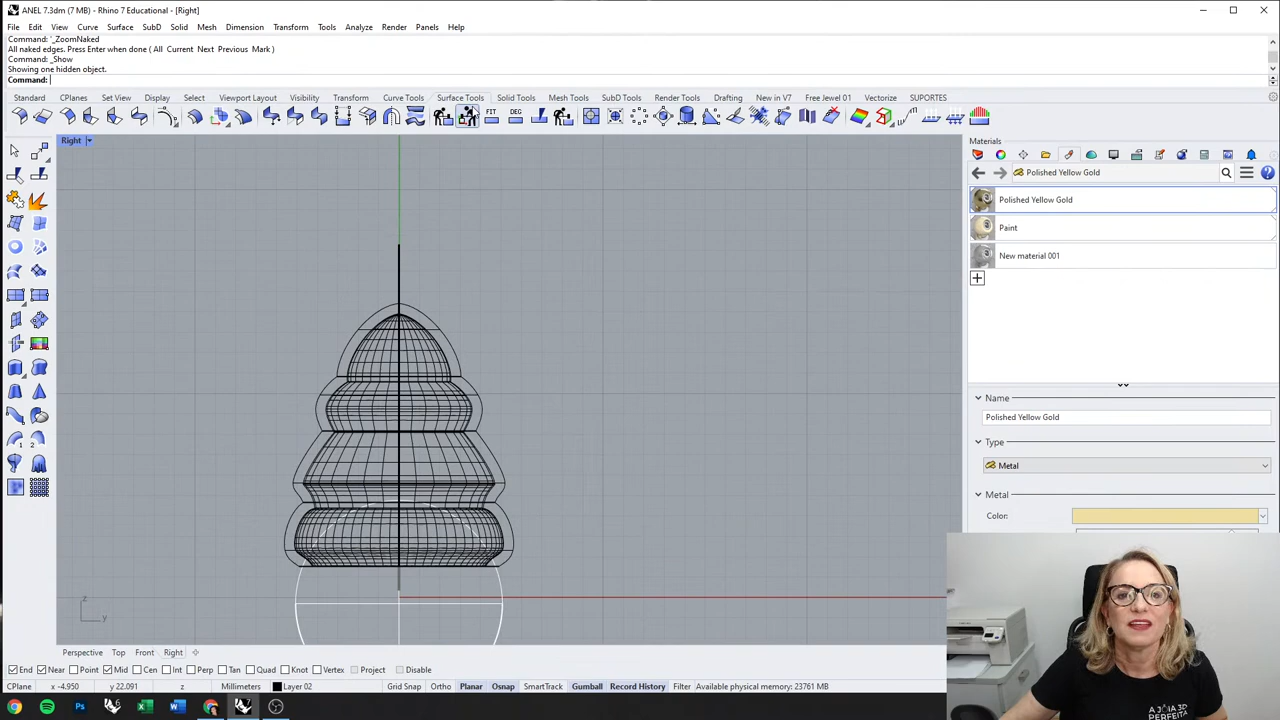 ANEL 7.3dm (7 MB) - Rhino 7 Educational - [Right]
File Edit View Curve Surface SubD Solid Mesh Dimension Transform Tools Analyze Render Panels Help
Command: '_ZoomNaked
All naked edges. Press Enter when done ( All Current Next Previous Mark )
Command: _Show
Showing one hidden object.
Command:
Standard CPlanes Set View Display Select Viewport Layout Visibility Transform Curve Tools Surface Tools Solid Tools Mesh Tools SubD Tools Render Tools Drafting New in V7 Free Jewel 01 Vectorize SUPORTES
Right
Materials
Polished Yellow Gold
Polished Yellow Gold
Paint
New material 001
Name
Polished Yellow Gold
Type
Metal
Metal
Color:
z
y
Perspective Top Front Right
End Near Point Mid Cen Int Perp Tan Quad Knot Vertex Project Disable
CPlane x -4.950 y 22.091 z Millimeters Layer 02 Grid Snap Ortho Planar Osnap SmartTrack Gumball Record History Filter Available physical memory: 23761 MB
A JÓIA 3D
PERFEITA